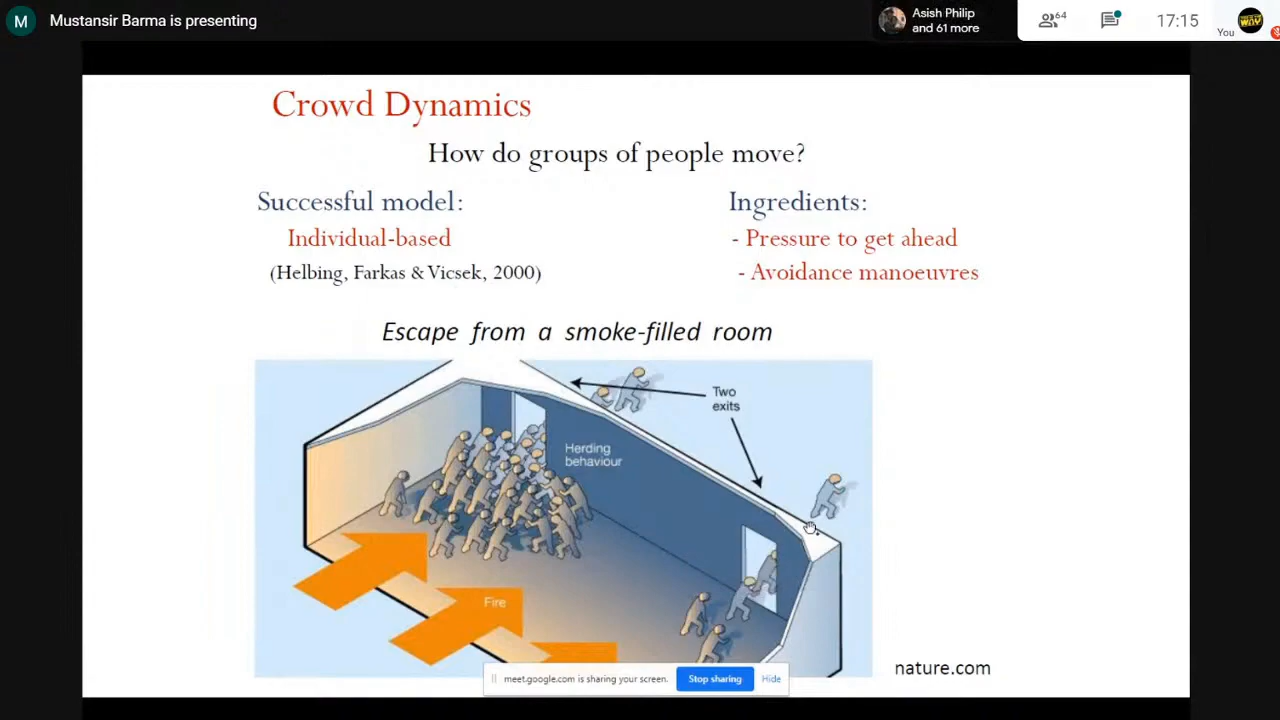 M Mustansir Barma is presenting
Asish Philip
and 61 more
64
17:15
You
Crowd Dynamics
How do groups of people move?
Successful model:
Individual-based
(Helbing, Farkas & Vicsek, 2000)
Ingredients:
- Pressure to get ahead
- Avoidance manoeuvres
Escape from a smoke-filled room
Two
exits
Herding
behaviour
Fire
nature.com
meet.google.com is sharing your screen.
Stop sharing
Hide